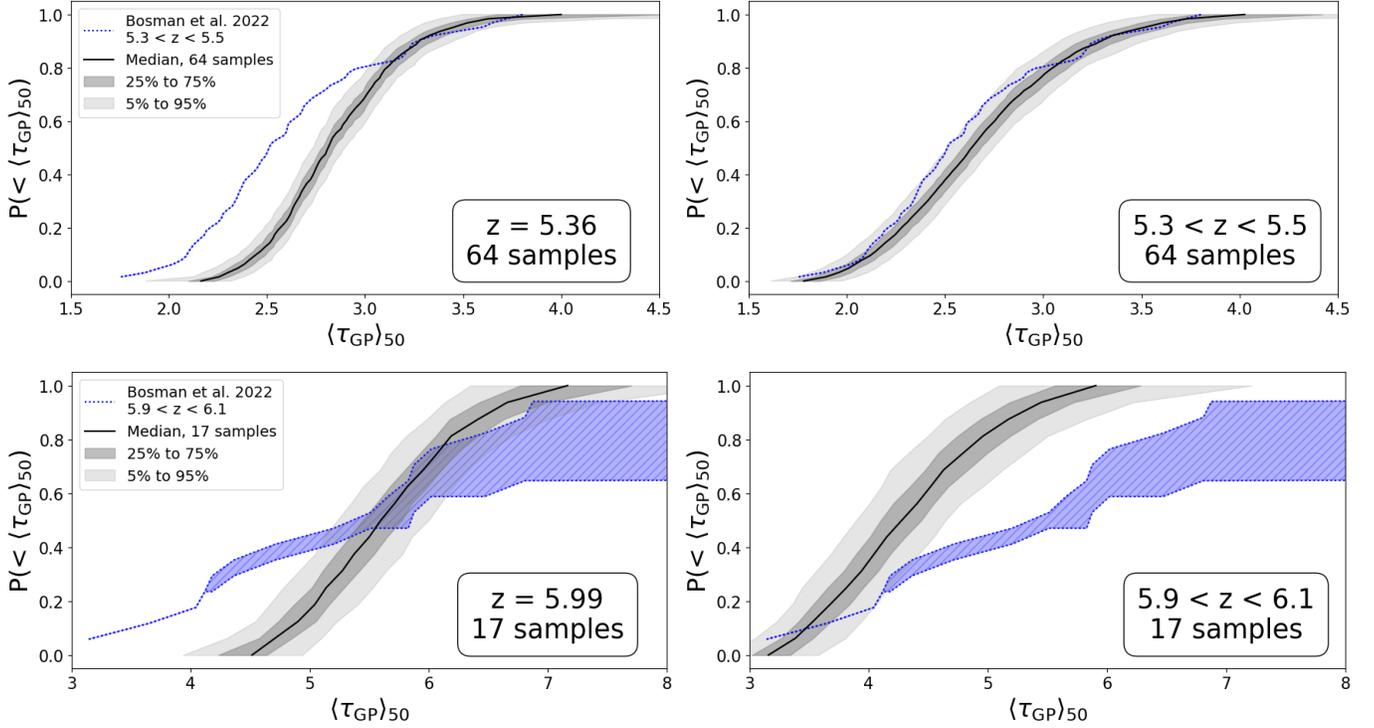 Bosman et al. 2022
5.3 < z < 5.5
Median, 64 samples
25% to 75%
5% to 95%
P(< ⟨τ_GP⟩_50)
1.0
0.8
0.6
0.4
0.2
0.0
z = 5.36
64 samples
1.5 2.0 2.5 3.0 3.5 4.0 4.5
⟨τ_GP⟩_50
P(< ⟨τ_GP⟩_50)
1.0
0.8
0.6
0.4
0.2
0.0
5.3 < z < 5.5
64 samples
1.5 2.0 2.5 3.0 3.5 4.0 4.5
⟨τ_GP⟩_50
Bosman et al. 2022
5.9 < z < 6.1
Median, 17 samples
25% to 75%
5% to 95%
P(< ⟨τ_GP⟩_50)
1.0
0.8
0.6
0.4
0.2
0.0
z = 5.99
17 samples
3 4 5 6 7 8
⟨τ_GP⟩_50
P(< ⟨τ_GP⟩_50)
1.0
0.8
0.6
0.4
0.2
0.0
5.9 < z < 6.1
17 samples
3 4 5 6 7 8
⟨τ_GP⟩_50